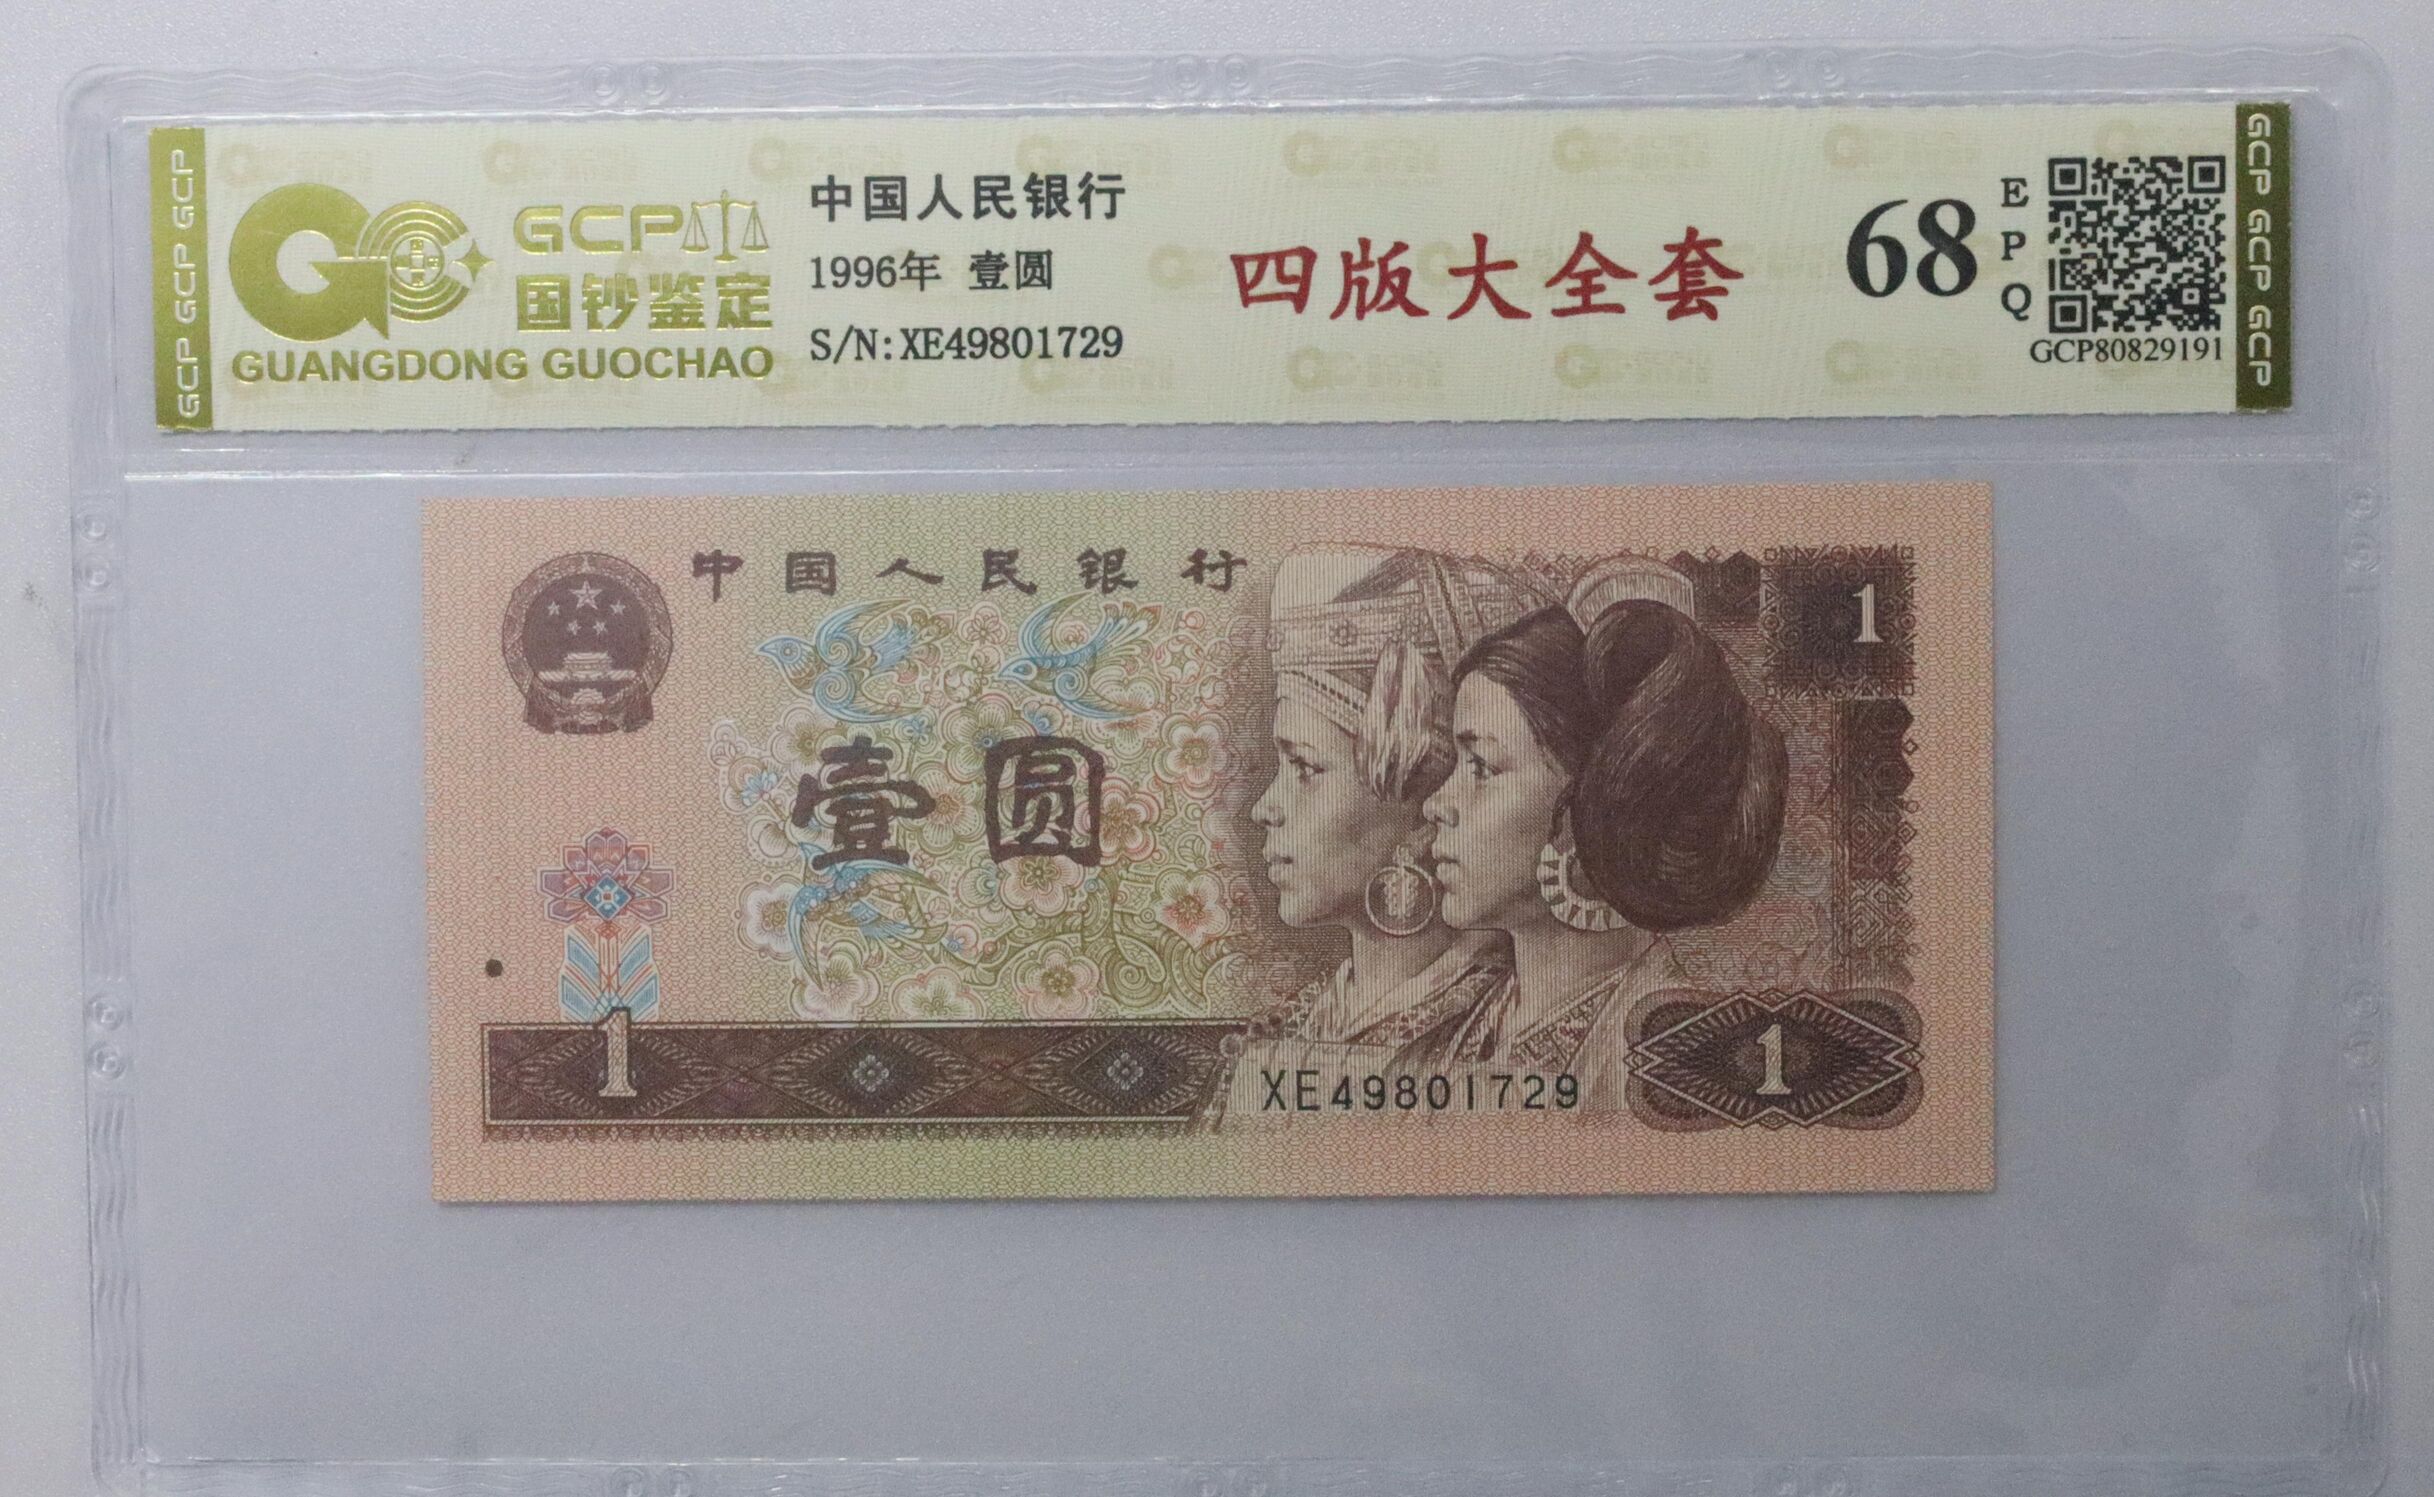 GCP GCP GCP
GCP
国钞鉴定
GUANGDONG GUOCHAO
中国人民银行
1996年 壹圆
S/N:XE49801729
四版大全套
68
E
P
Q
GCP80829191
GCP GCP GCP
中国人民银行
1
壹圆
1
XE49801729
1